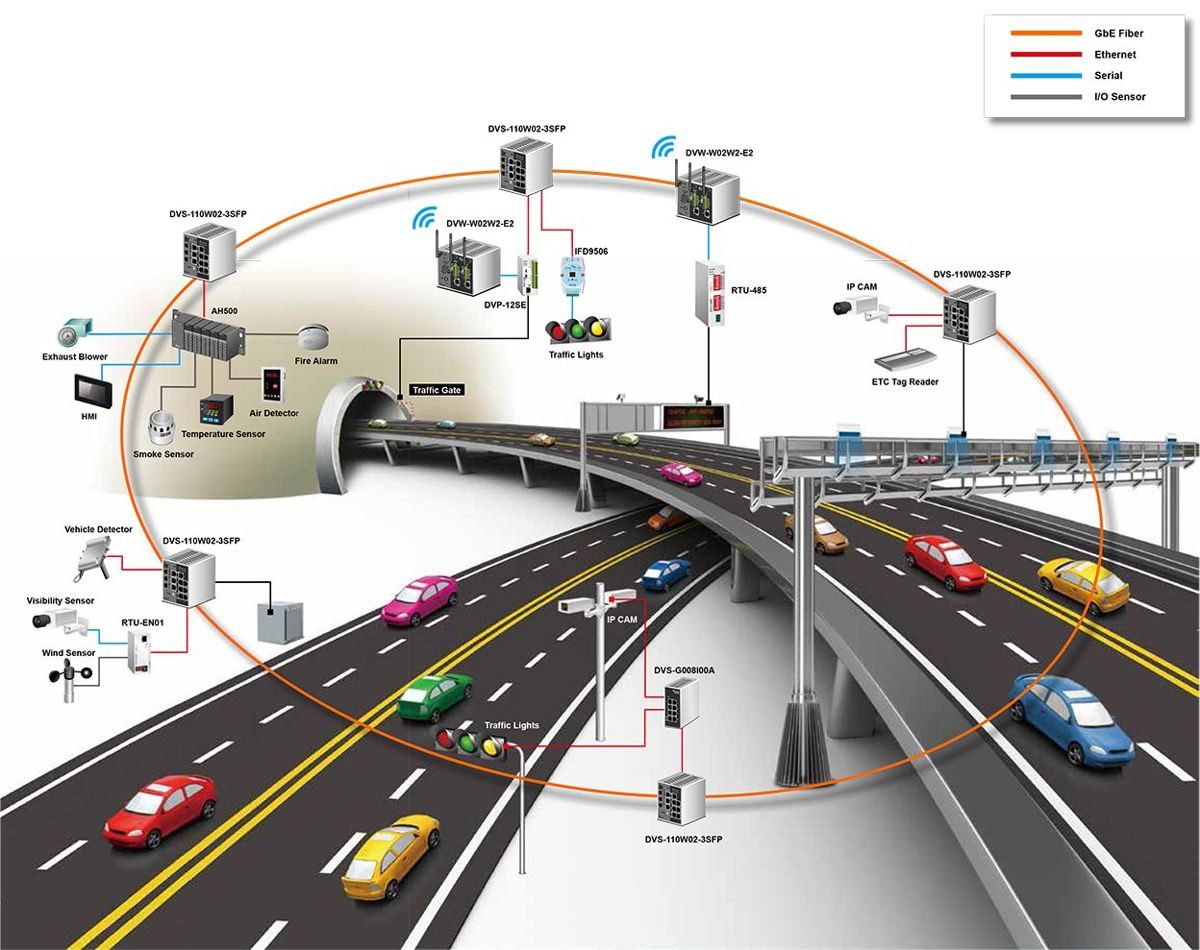 GbE Fiber
Ethernet
Serial
I/O Sensor
DVS-110W02-3SFP
DVW-W02W2-E2
DVS-110W02-3SFP
DVW-W02W2-E2
IFD9506
DVP-12SE
RTU-485
DVS-110W02-3SFP
IP CAM
AH500
Exhaust Blower
Fire Alarm
Traffic Lights
ETC Tag Reader
HMI
Traffic Gate
Air Detector
Temperature Sensor
Smoke Sensor
Vehicle Detector
DVS-110W02-3SFP
Visibility Sensor
RTU-EN01
Wind Sensor
IP CAM
DVS-G008I00A
Traffic Lights
DVS-110W02-3SFP